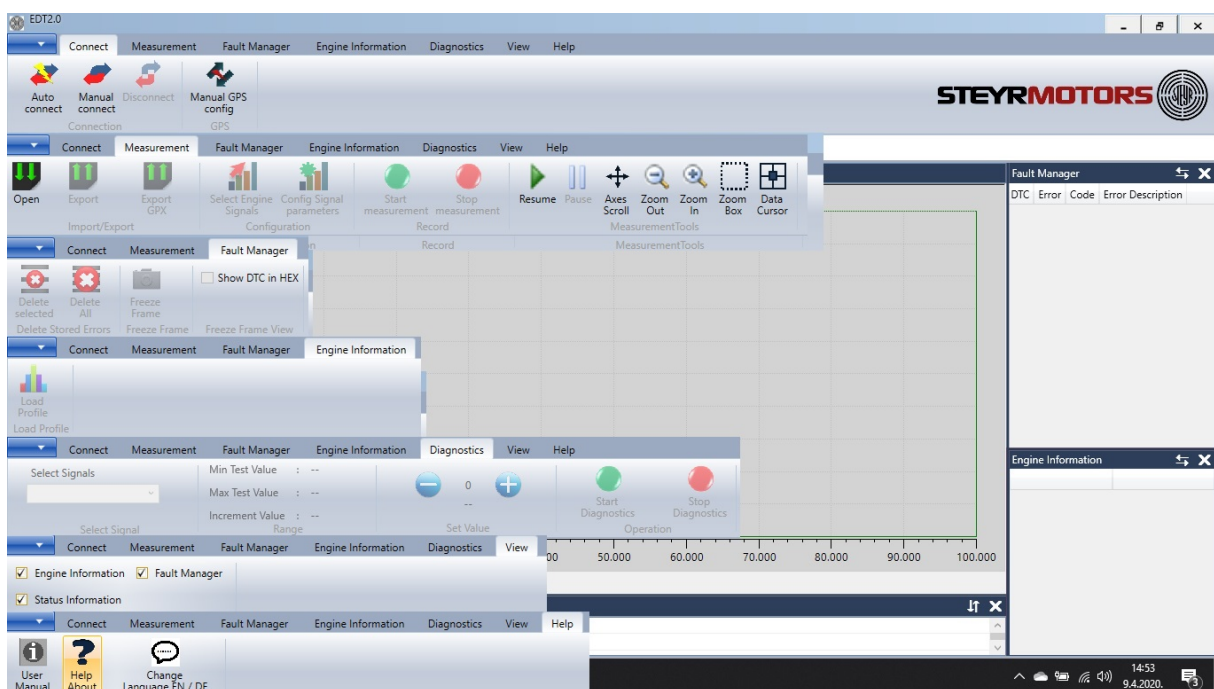 EDT2.0
Connect Measurement Fault Manager Engine Information Diagnostics View Help
Auto connect
Manual connect
Disconnect
Manual GPS config
Connection
GPS
STEYRMOTORS
Connect Measurement Fault Manager Engine Information Diagnostics View Help
Open
Export
Export GPX
Select Engine Signals
Config Signal parameters
Start measurement
Stop measurement
Resume
Pause
Axes Scroll
Zoom Out
Zoom In
Zoom Box
Data Cursor
Import/Export
Configuration
Record
MeasurementTools
Record
MeasurementTools
Fault Manager
DTC Error Code Error Description
Connect Measurement Fault Manager
Delete selected
Delete All
Freeze Frame
Show DTC in HEX
Delete Stored Errors
Freeze Frame
Freeze Frame View
Connect Measurement Fault Manager Engine Information
Load Profile
Load Profile
Connect Measurement Fault Manager Engine Information Diagnostics View Help
Select Signals
Min Test Value : --
Max Test Value : --
Increment Value : --
0
--
Start Diagnostics
Stop Diagnostics
Select Signal
Range
Set Value
Operation
Engine Information
Connect Measurement Fault Manager Engine Information Diagnostics View
50.000 60.000 70.000 80.000 90.000 100.000
Engine Information Fault Manager
Status Information
Connect Measurement Fault Manager Engine Information Diagnostics View Help
User Manual
Help About
Change Language EN / DE
14:53
9.4.2020.
3